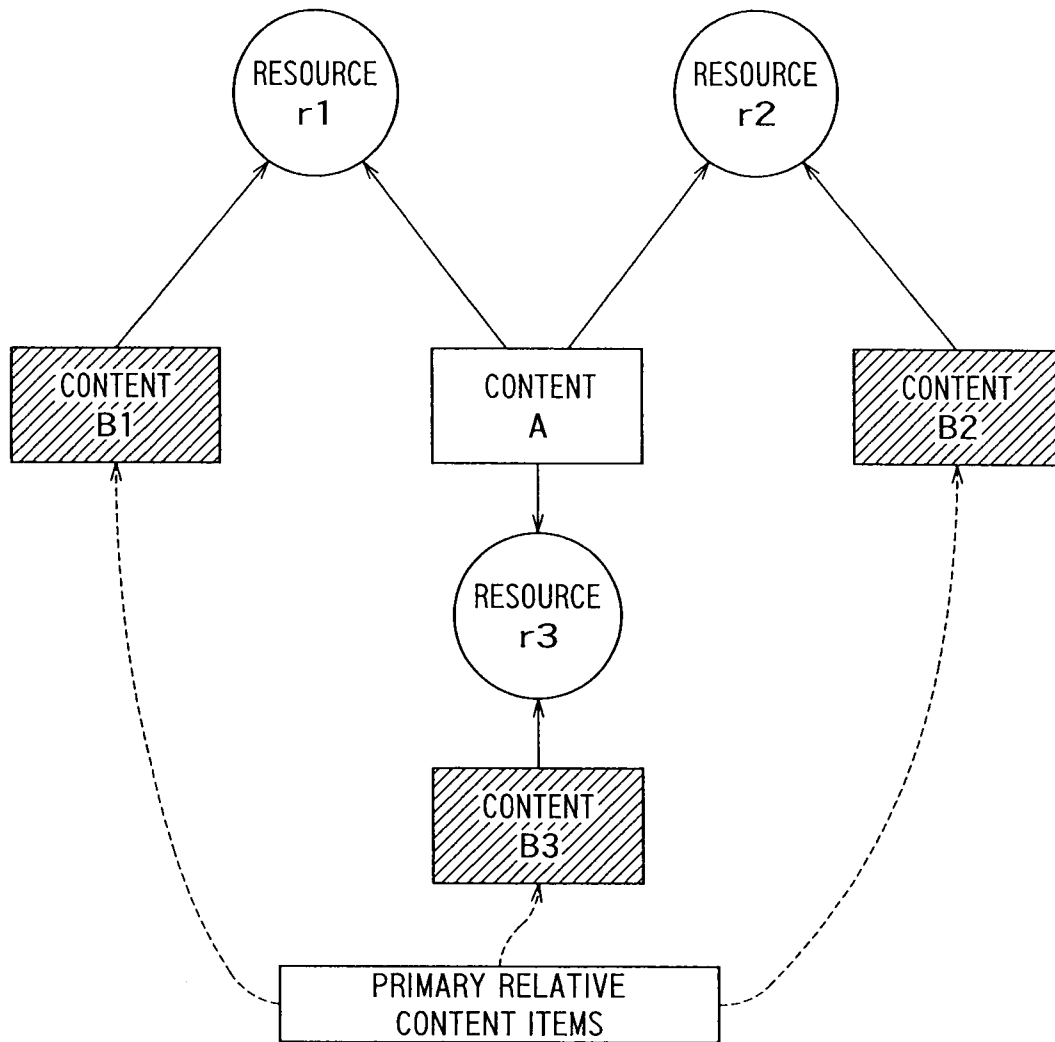 RESOURCE
r1
RESOURCE
r2
CONTENT
B1
CONTENT
A
CONTENT
B2
RESOURCE
r3
CONTENT
B3
PRIMARY RELATIVE
CONTENT ITEMS